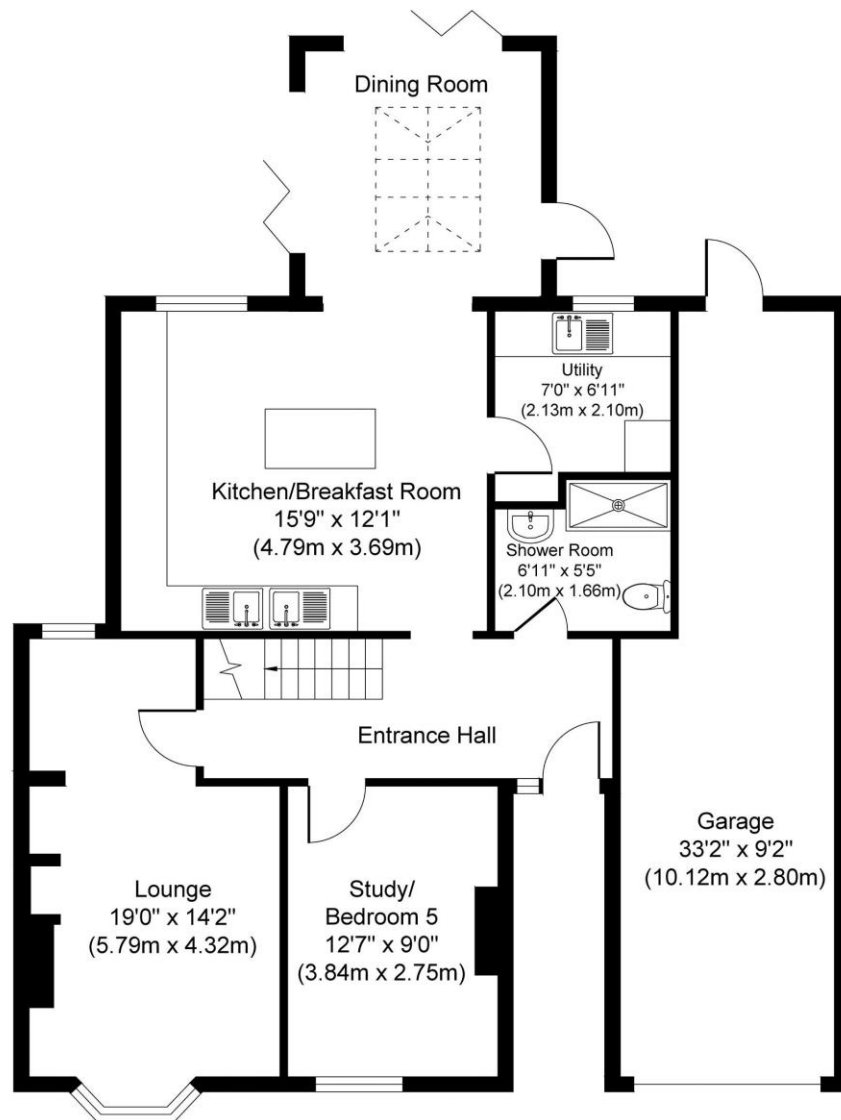 Dining Room
Utility
7'0" x 6'11"
(2.13m x 2.10m)
Kitchen/Breakfast Room
15'9" x 12'1"
(4.79m x 3.69m)
Shower Room
6'11" x 5'5"
(2.10m x 1.66m)
Entrance Hall
Garage
33'2" x 9'2"
(10.12m x 2.80m)
Lounge
19'0" x 14'2"
(5.79m x 4.32m)
Study/
Bedroom 5
12'7" x 9'0"
(3.84m x 2.75m)